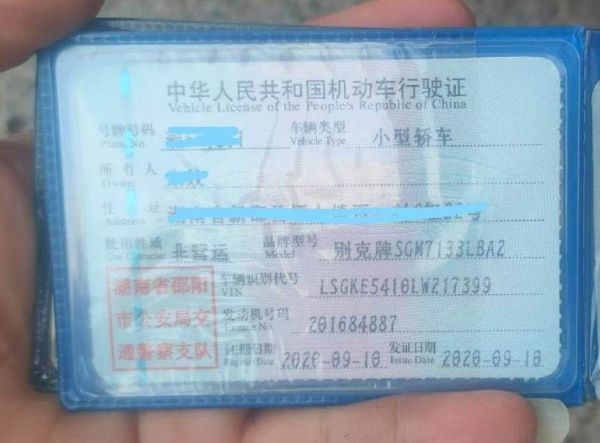 中华人民共和国机动车行驶证
Vehicle License of the People's Republic of China
号牌号码 车辆类型 小型轿车
Plate No. Vehicle Type
所有人
Owner
住址
Address
使用性质 非营运 品牌型号 别克牌SGM7133LBA2
Use Character Model
湖南省邵阳市公安局交通警察支队
车辆识别代号 LSGKE5410LW217399
VIN
发动机号码 201684887
Engine No.
注册日期 2020-09-10 发证日期 2020-09-10
Register Date Issue Date